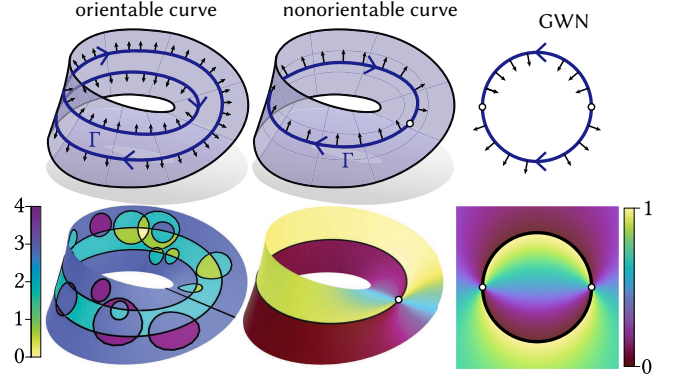 orientable curve
nonorientable curve
GWN
Γ
Γ
4
3
2
1
0
1
0